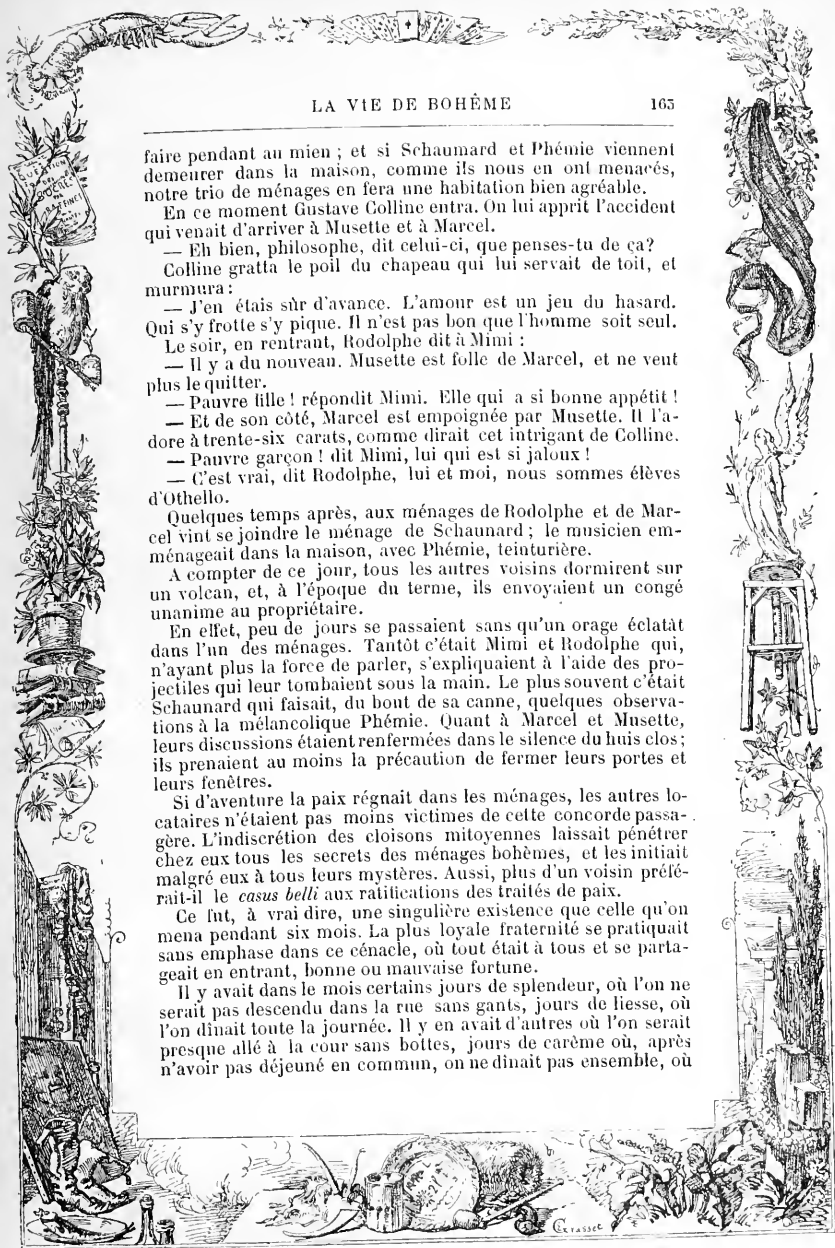 LA VIE DE BOHÊME 165
faire pendant au mien ; et si Schaumard et Phémie viennent
demeurer dans la maison, comme ils nous en ont menacés,
notre trio de ménages en fera une habitation bien agréable.
En ce moment Gustave Colline entra. On lui apprit l'accident
qui venait d'arriver à Musette et à Marcel.
— Eh bien, philosophe, dit celui-ci, que penses-tu de ça?
Colline gratta le poil du chapeau qui lui servait de toit, et
murmura :
— J'en étais sûr d'avance. L'amour est un jeu du hasard.
Qui s'y frotte s'y pique. Il n'est pas bon que l'homme soit seul.
Le soir, en rentrant, Rodolphe dit à Mimi :
— Il y a du nouveau. Musette est folle de Marcel, et ne veut
plus le quitter.
— Pauvre fille ! répondit Mimi. Elle qui a si bonne appétit !
— Et de son côté, Marcel est empoignée par Musette. Il l'a-
dore à trente-six carats, comme dirait cet intrigant de Colline.
— Pauvre garçon ! dit Mimi, lui qui est si jaloux !
— C'est vrai, dit Rodolphe, lui et moi, nous sommes élèves
d'Othello.
Quelques temps après, aux ménages de Rodolphe et de Mar-
cel vint se joindre le ménage de Schaunard ; le musicien em-
ménageait dans la maison, avec Phémie, teinturière.
A compter de ce jour, tous les autres voisins dormirent sur
un volcan, et, à l'époque du terme, ils envoyaient un congé
unanime au propriétaire.
En effet, peu de jours se passaient sans qu'un orage éclatât
dans l'un des ménages. Tantôt c'était Mimi et Rodolphe qui,
n'ayant plus la force de parler, s'expliquaient à l'aide des pro-
jectiles qui leur tombaient sous la main. Le plus souvent c'était
Schaunard qui faisait, du bout de sa canne, quelques observa-
tions à la mélancolique Phémie. Quant à Marcel et Musette,
leurs discussions étaient renfermées dans le silence du huis clos ;
ils prenaient au moins la précaution de fermer leurs portes et
leurs fenêtres.
Si d'aventure la paix régnait dans les ménages, les autres lo-
cataires n'étaient pas moins victimes de cette concorde passa-
gère. L'indiscrétion des cloisons mitoyennes laissait pénétrer
chez eux tous les secrets des ménages bohèmes, et les initiait
malgré eux à tous leurs mystères. Aussi, plus d'un voisin préfé-
rait-il le casus belli aux ratifications des traités de paix.
Ce fut, à vrai dire, une singulière existence que celle qu'on
mena pendant six mois. La plus loyale fraternité se pratiquait
sans emphase dans ce cénacle, où tout était à tous et se parta-
geait en entrant, bonne ou mauvaise fortune.
Il y avait dans le mois certains jours de splendeur, où l'on ne
serait pas descendu dans la rue sans gants, jours de liesse, où
l'on dînait toute la journée. Il y en avait d'autres où l'on serait
presque allé à la cour sans bottes, jours de carême où, après
n'avoir pas déjeuné en commun, on ne dînait pas ensemble, où